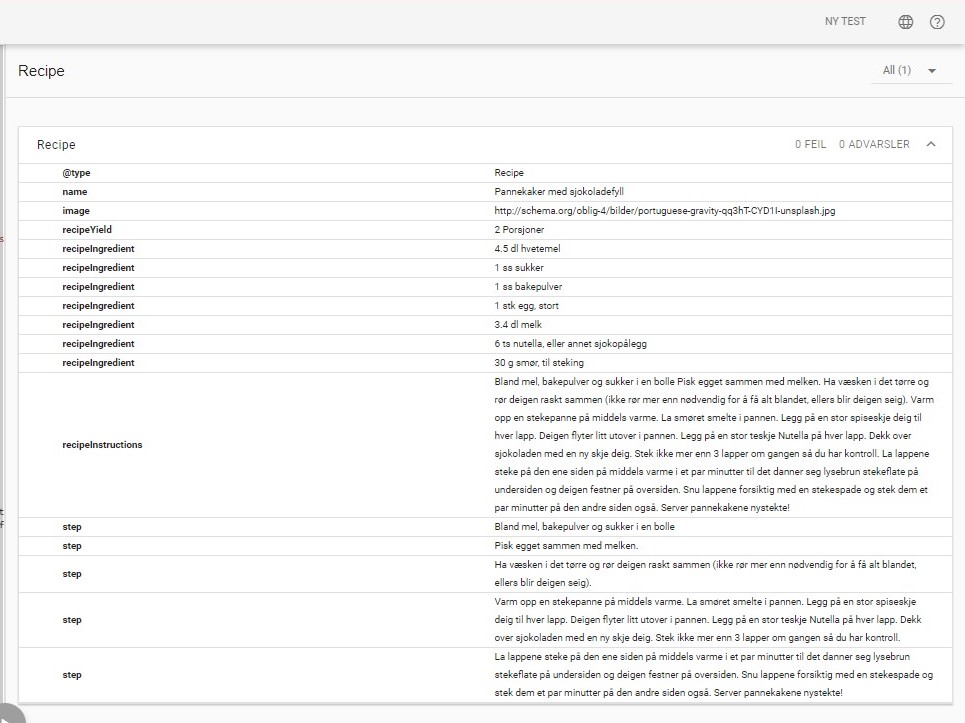 NY TEST
Recipe
All (1)
Recipe
0 FEIL 0 ADVARSLER
@type Recipe
name Pannekaker med sjokoladefyll
image http://schema.org/oblig-4/bilder/portuguese-gravity-qq3hT-CYD1I-unsplash.jpg
recipeYield 2 Porsjoner
recipeIngredient 4.5 dl hvetemel
recipeIngredient 1 ss sukker
recipeIngredient 1 ss bakepulver
recipeIngredient 1 stk egg, stort
recipeIngredient 3.4 dl melk
recipeIngredient 6 ts nutella, eller annet sjokopålegg
recipeIngredient 30 g smør, til steking
recipeInstructions
Bland mel, bakepulver og sukker i en bolle Pisk egget sammen med melken. Ha væsken i det tørre og
rør deigen raskt sammen (ikke rør mer enn nødvendig for å få alt blandet, ellers blir deigen seig). Varm
opp en stekepanne på middels varme. La smøret smelte i pannen. Legg på en stor spiseskje deig til
hver lapp. Deigen flyter litt utover i pannen. Legg på en stor teskje Nutella på hver lapp. Dekk over
sjokoladen med en ny skje deig. Stek ikke mer enn 3 lapper om gangen så du har kontroll. La lappene
steke på den ene siden på middels varme i et par minutter til det danner seg lysebrun stekeflate på
undersiden og deigen festner på oversiden. Snu lappene forsiktig med en stekespade og stek dem et
par minutter på den andre siden også. Server pannekakene nystekte!
step Bland mel, bakepulver og sukker i en bolle
step Pisk egget sammen med melken.
step
Ha væsken i det tørre og rør deigen raskt sammen (ikke rør mer enn nødvendig for å få alt blandet,
ellers blir deigen seig).
step
Varm opp en stekepanne på middels varme. La smøret smelte i pannen. Legg på en stor spiseskje
deig til hver lapp. Deigen flyter litt utover i pannen. Legg på en stor teskje Nutella på hver lapp. Dekk
over sjokoladen med en ny skje deig. Stek ikke mer enn 3 lapper om gangen så du har kontroll.
step
La lappene steke på den ene siden på middels varme i et par minutter til det danner seg lysebrun
stekeflate på undersiden og deigen festner på oversiden. Snu lappene forsiktig med en stekespade og
stek dem et par minutter på den andre siden også. Server pannekakene nystekte!